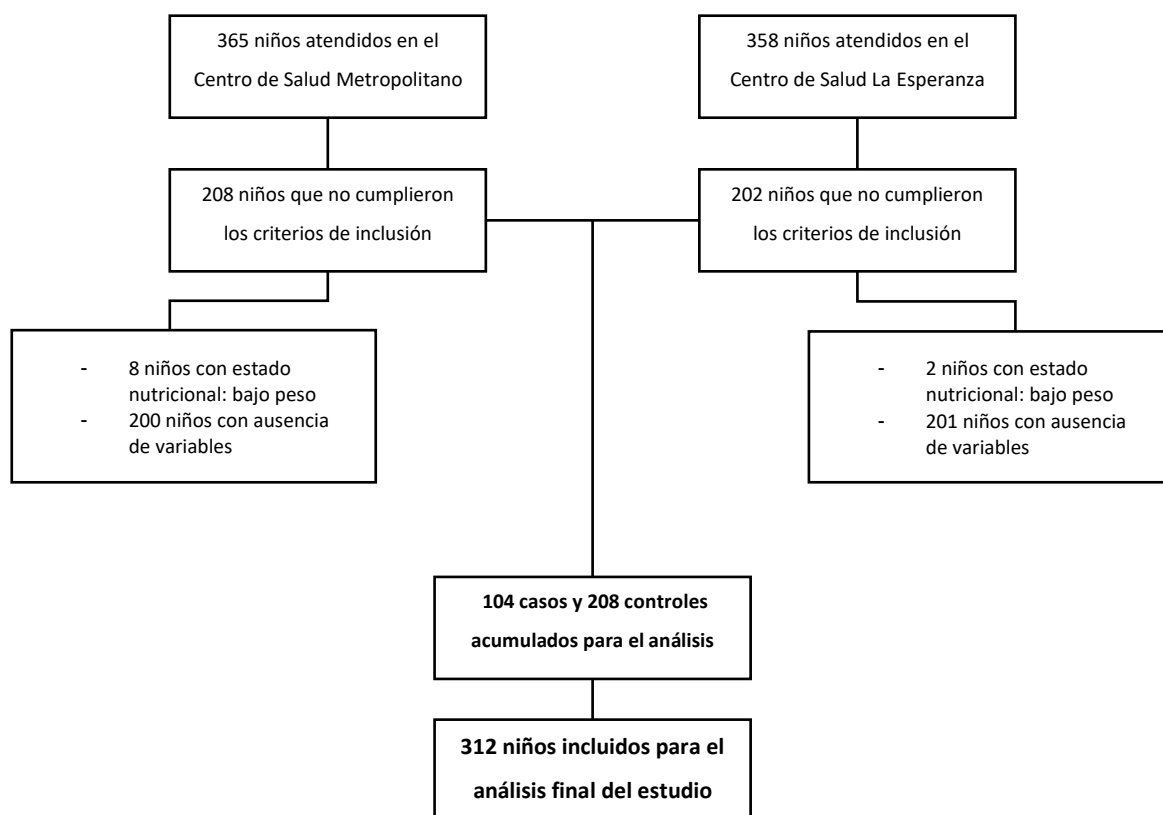 365 niños atendidos en el
Centro de Salud Metropolitano
358 niños atendidos en el
Centro de Salud La Esperanza
208 niños que no cumplieron
los criterios de inclusión
202 niños que no cumplieron
los criterios de inclusión
- 8 niños con estado
nutricional: bajo peso
- 200 niños con ausencia
de variables
- 2 niños con estado
nutricional: bajo peso
- 201 niños con ausencia
de variables
104 casos y 208 controles
acumulados para el análisis
312 niños incluidos para el
análisis final del estudio